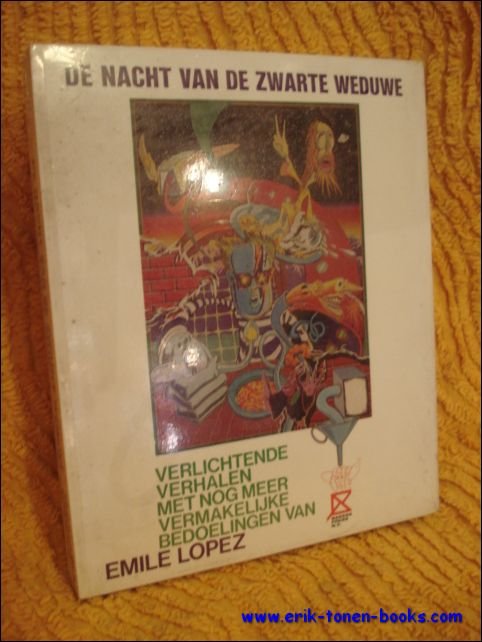 DE NACHT VAN DE ZWARTE WEDUWE
VERLICHTENDE
VERHALEN
MET NOG MEER
VERMAKELIJKE
BEDOELINGEN VAN
EMILE LOPEZ
www.erik-tonen-books.com